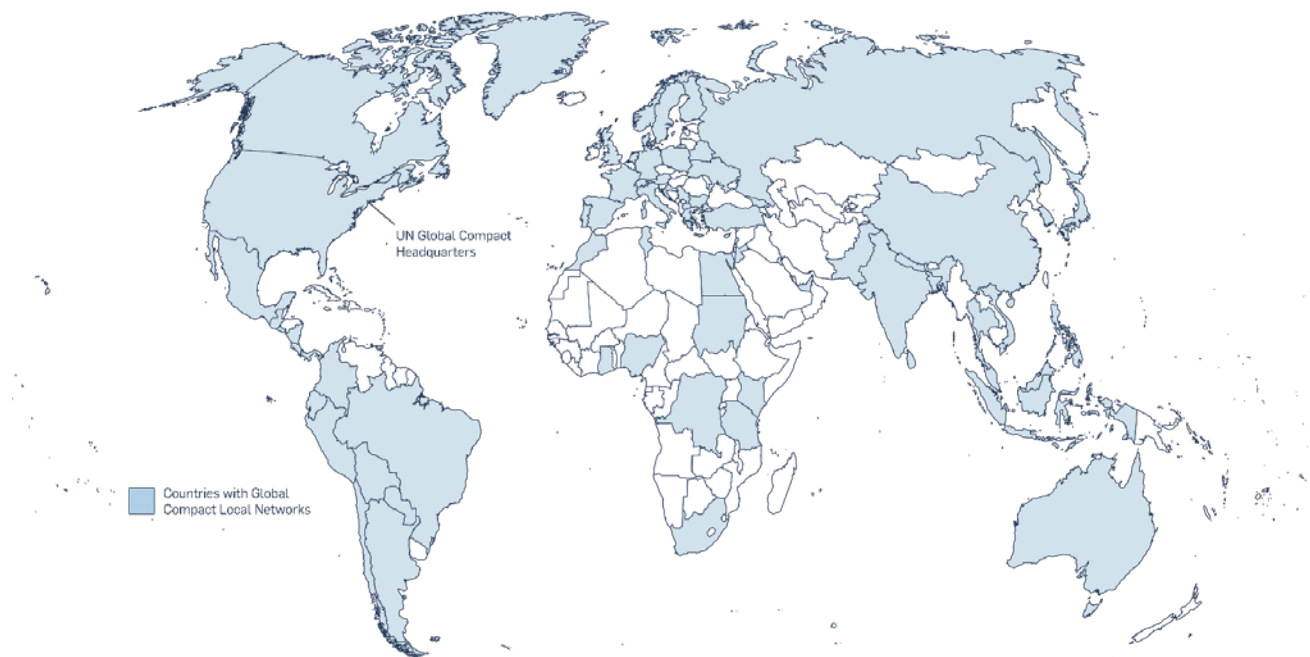 UN Global Compact
Headquarters
Countries with Global
Compact Local Networks